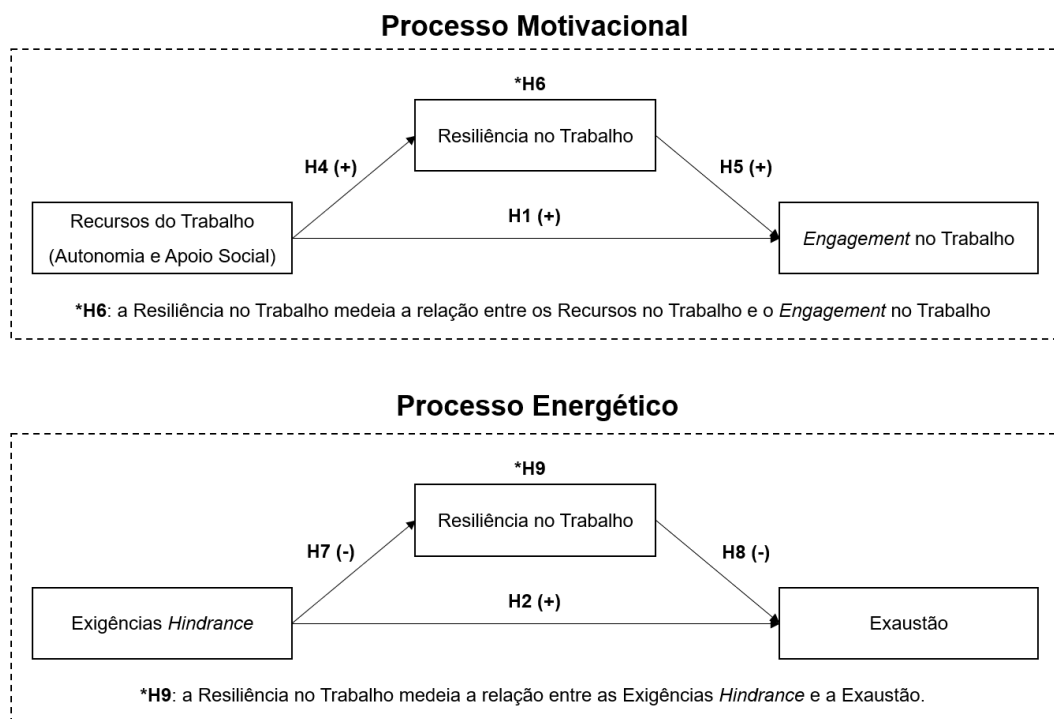 Processo Motivacional
*H6
Resiliência no Trabalho
H4 (+)
H5 (+)
Recursos do Trabalho
(Autonomia e Apoio Social)
H1 (+)
Engagement no Trabalho
*H6: a Resiliência no Trabalho medeia a relação entre os Recursos no Trabalho e o Engagement no Trabalho
Processo Energético
*H9
Resiliência no Trabalho
H7 (-)
H8 (-)
Exigências Hindrance
H2 (+)
Exaustão
*H9: a Resiliência no Trabalho medeia a relação entre as Exigências Hindrance e a Exaustão.